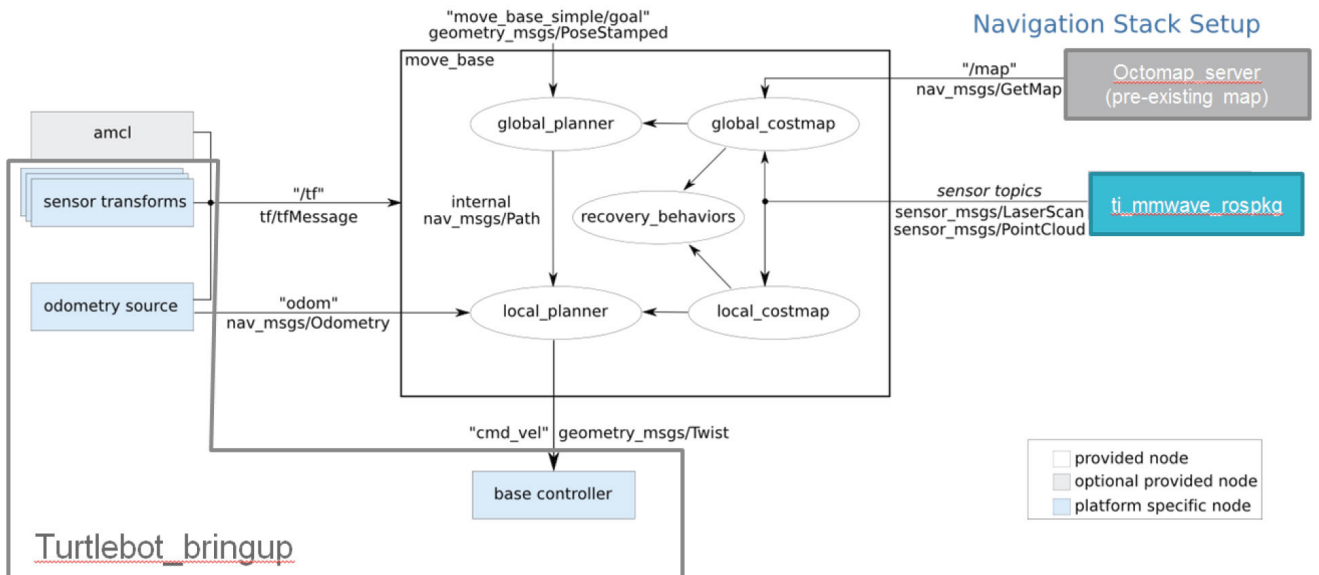 "move_base_simple/goal"
geometry_msgs/PoseStamped
Navigation Stack Setup
move_base
"/map"
nav_msgs/GetMap
Octomap_server
(pre-existing map)
amcl
global_planner
global_costmap
sensor transforms
"/tf"
tf/tfMessage
internal
nav_msgs/Path
recovery_behaviors
sensor topics
sensor_msgs/LaserScan
sensor_msgs/PointCloud
ti_mmwave_rospkg
odometry source
"odom"
nav_msgs/Odometry
local_planner
local_costmap
"cmd_vel" geometry_msgs/Twist
base controller
provided node
optional provided node
platform specific node
Turtlebot_bringup